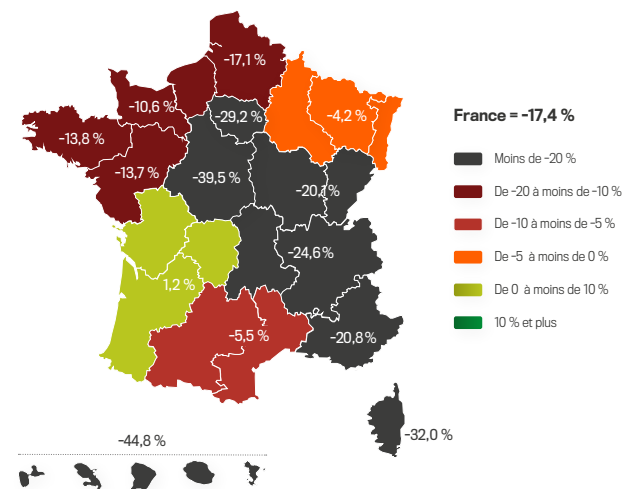 -17,1 %
-10,6 %
-29,2 %
-4,2 %
-13,8 %
-13,7 %
-39,5 %
-20,1%
-24,6 %
1,2 %
-5,5 %
-20,8%
-32,0 %
-44,8 %
France = -17,4 %
Moins de -20 %
De -20 à moins de -10 %
De -10 à moins de -5 %
De -5 à moins de 0 %
De 0 à moins de 10 %
10 % et plus